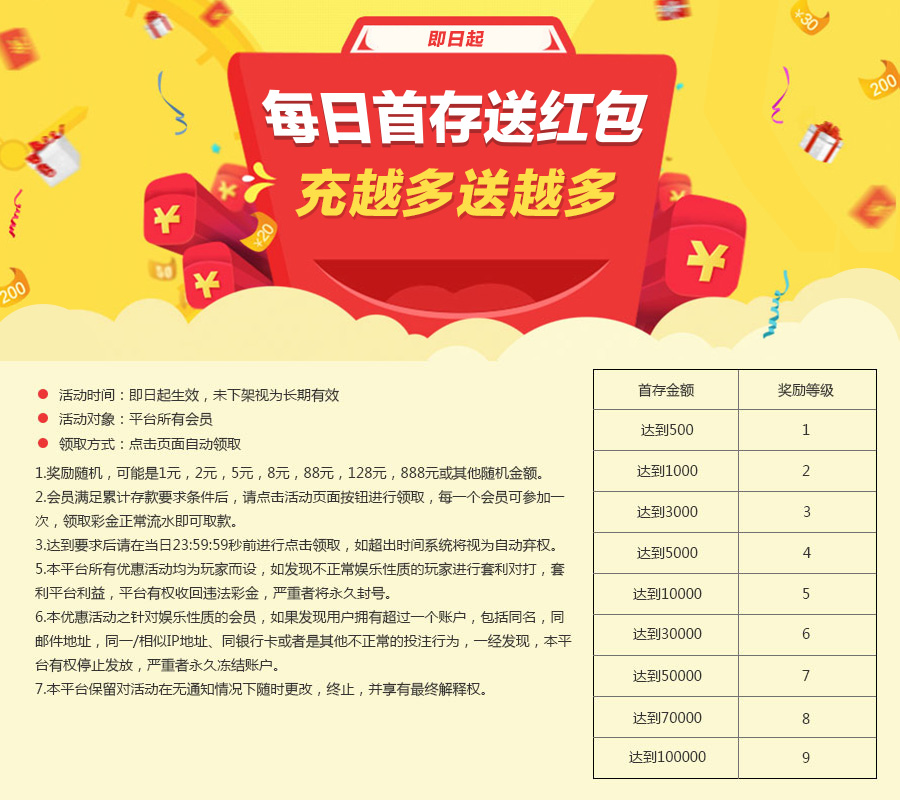 即日起
¥30
200
每日首存送红包
充越多送越多
¥
¥
¥20
¥
¥
50
200
活动时间：即日起生效，未下架视为长期有效
活动对象：平台所有会员
领取方式：点击页面自动领取
1.奖励随机，可能是1元，2元，5元，8元，88元，128元，888元或其他随机金额。
2.会员满足累计存款要求条件后，请点击活动页面按钮进行领取，每一个会员可参加一
次，领取彩金正常流水即可取款。
3.达到要求后请在当日23:59:59秒前进行点击领取，如超出时间系统将视为自动弃权。
5.本平台所有优惠活动均为玩家而设，如发现不正常娱乐性质的玩家进行套利对打，套
利平台利益，平台有权收回违法彩金，严重者将永久封号。
6.本优惠活动之针对娱乐性质的会员，如果发现用户拥有超过一个账户，包括同名，同
邮件地址，同一/相似IP地址、同银行卡或者是其他不正常的投注行为，一经发现，本平
台有权停止发放，严重者永久冻结账户。
7.本平台保留对活动在无通知情况下随时更改，终止，并享有最终解释权。
首存金额 奖励等级
达到500 1
达到1000 2
达到3000 3
达到5000 4
达到10000 5
达到30000 6
达到50000 7
达到70000 8
达到100000 9